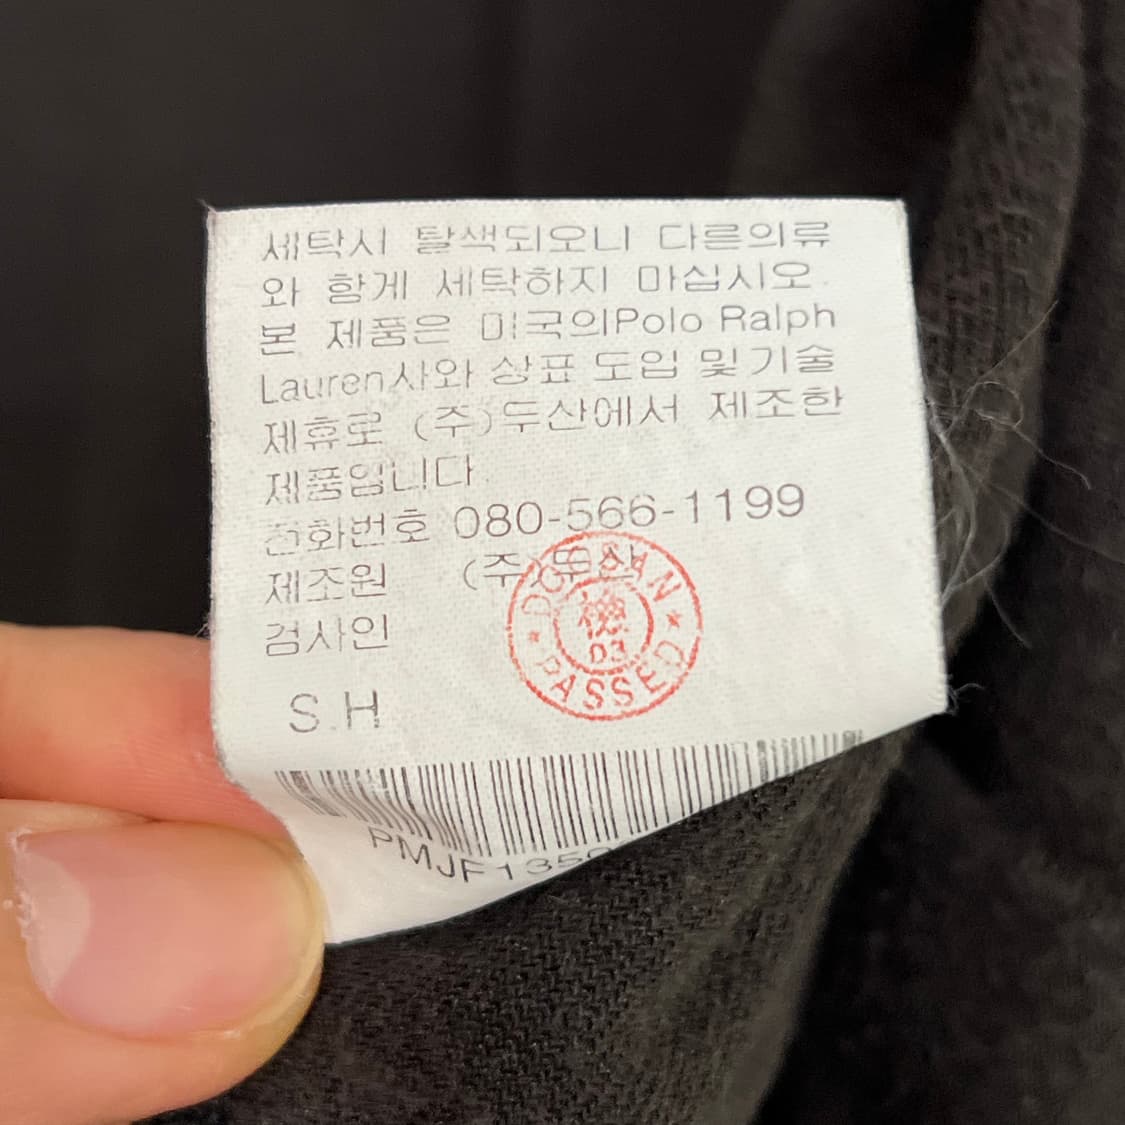 세탁시 탈색되오니 다른의류
와 함께 세탁하지 마십시오.
본 제품은 미국의Polo Ralph
Lauren사와 상표 도입 및 기술
제휴로 (주)두산에서 제조한
제품입니다.
전화번호 080-566-1199
제조원 (주)두산
검사인
DOOSAN
檢
03
PASSED
S.H
PMJF1350